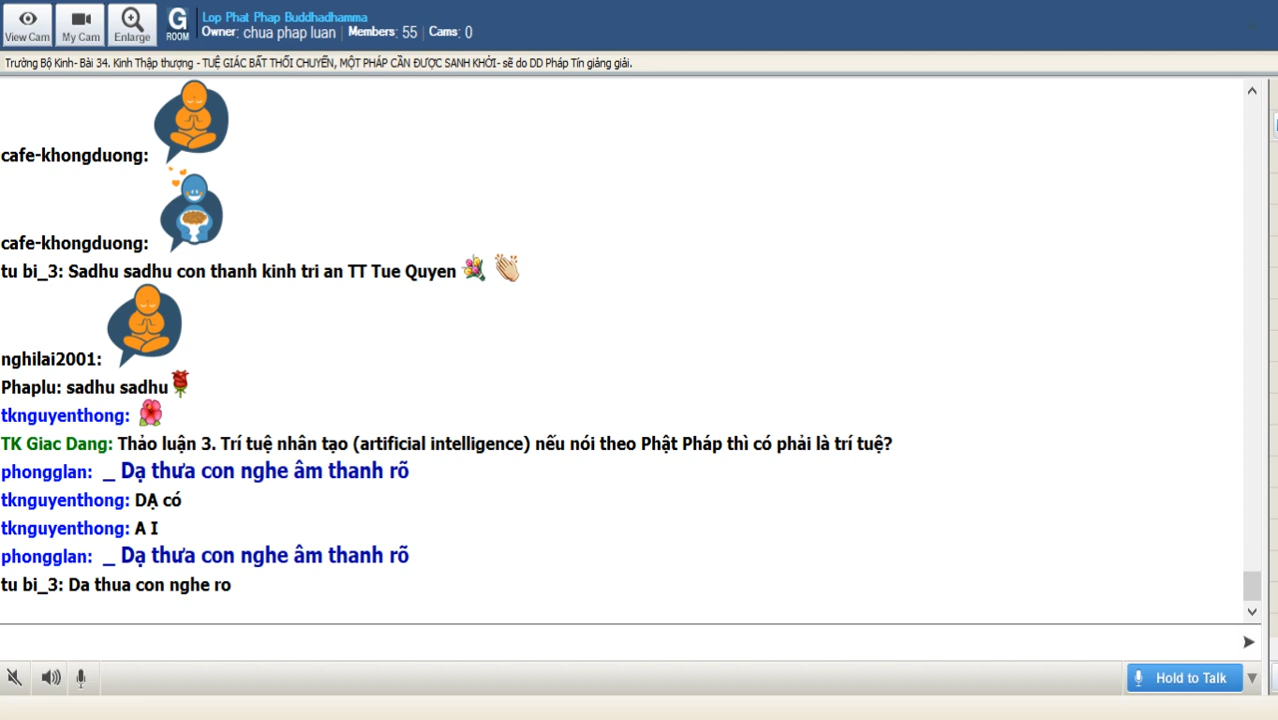 View Cam
My Cam
Enlarge
G
ROOM
Lop Phat Phap Buddhadhamma
Owner: chua phap luan | Members: 55 | Cams: 0
Trường Bộ Kinh- Bài 34. Kinh Thập thượng - TUỆ GIÁC BẤT THỐI CHUYỂN, MỘT PHÁP CẦN ĐƯỢC SANH KHỞI- sẽ do DD Pháp Tín giảng giải.
cafe-khongduong:
cafe-khongduong:
tu bi_3: Sadhu sadhu con thanh kinh tri an TT Tue Quyen
nghilai2001:
Phaplu: sadhu sadhu
tknguyenthong:
TK Giac Dang: Thảo luận 3. Trí tuệ nhân tạo (artificial intelligence) nếu nói theo Phật Pháp thì có phải là trí tuệ?
phongglan: _ Dạ thưa con nghe âm thanh rõ
tknguyenthong: DẠ có
tknguyenthong: A I
phongglan: _ Dạ thưa con nghe âm thanh rõ
tu bi_3: Da thua con nghe ro
Hold to Talk